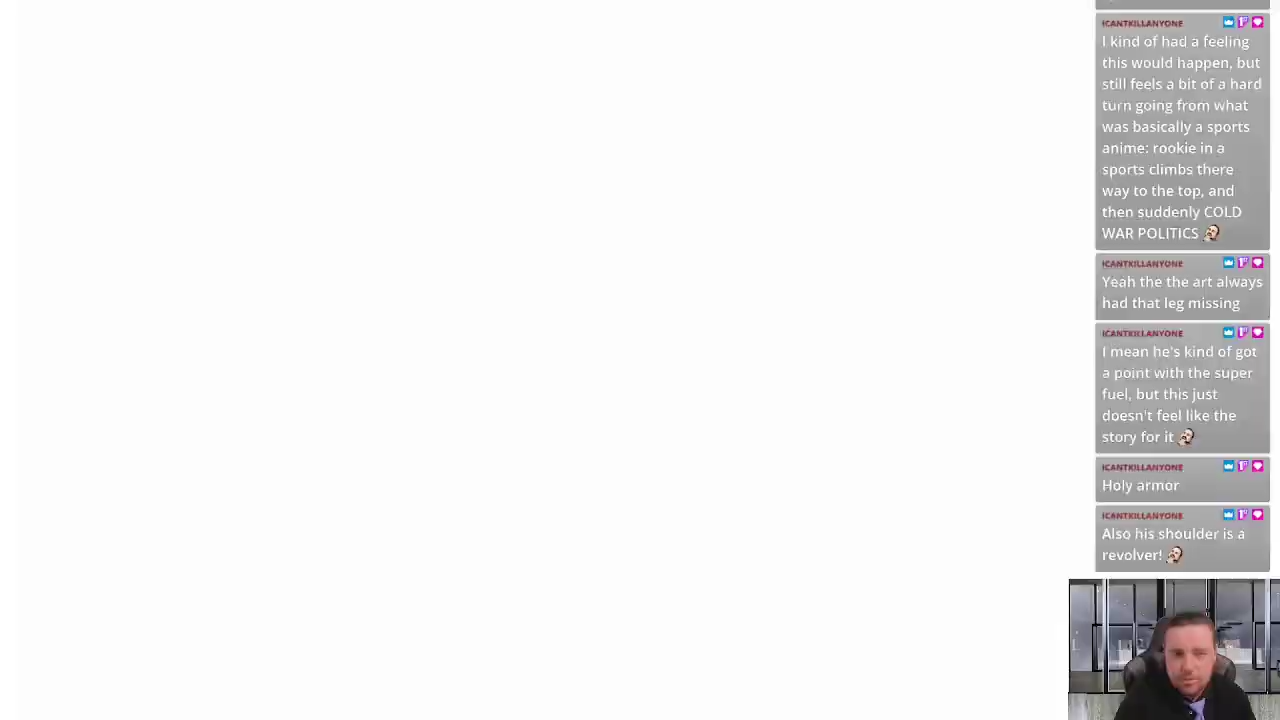 ICANTKILLANYONE
I kind of had a feeling
this would happen, but
still feels a bit of a hard
turn going from what
was basically a sports
anime: rookie in a
sports climbs there
way to the top, and
then suddenly COLD
WAR POLITICS
ICANTKILLANYONE
Yeah the the art always
had that leg missing
ICANTKILLANYONE
I mean he's kind of got
a point with the super
fuel, but this just
doesn't feel like the
story for it
ICANTKILLANYONE
Holy armor
ICANTKILLANYONE
Also his shoulder is a
revolver!